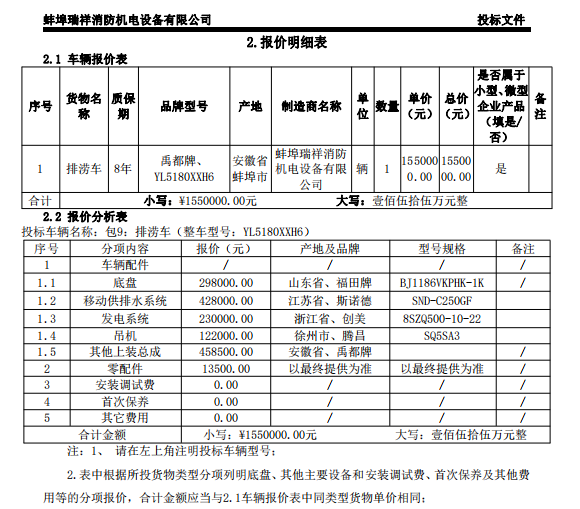 蚌埠瑞祥消防机电设备有限公司 投标文件
2.报价明细表
2.1 车辆报价表
序号 货物名称 质保期 品牌型号 产地 制造商名称 单位 数量 单价（元） 总价（元） 是否属于小型、微型企业产品（填是/否） 备注
1 排涝车 8年 禹都牌、YL5180XXH6 安徽省蚌埠市 蚌埠瑞祥消防机电设备有限公司 辆 1 1550000.00 1550000.00 是
合计 小写：¥1550000.00元 大写：壹佰伍拾伍万元整
2.2 报价分析表
投标车辆名称：包9：排涝车（整车型号：YL5180XXH6）
序号 分项内容 报价（元） 产地及品牌 型号规格 备注
1 车辆配件 / / / /
1.1 底盘 298000.00 山东省、福田牌 BJ1186VKPHK-1K /
1.2 移动供排水系统 428000.00 江苏省、斯诺德 SND-C250GF
1.3 发电系统 230000.00 浙江省、创美 8SZQ500-10-22
1.4 吊机 122000.00 徐州市、腾昌 SQ5SA3
1.5 其他上装总成 458500.00 安徽省、禹都牌 /
2 零配件 13500.00 以最终提供为准 以最终提供为准 /
3 安装调试费 0.00 / / /
4 首次保养 0.00 / / /
5 其它费用 0.00 / / /
合计金额 小写：¥1550000.00元 大写：壹佰伍拾伍万元整
注：1、 请在左上角注明投标车辆型号；
2.表中根据所投货物类型分项列明底盘、其他主要设备和安装调试费、首次保养及其他费
用等的分项报价，合计金额应当与2.1车辆报价表中同类型货物单价相同；